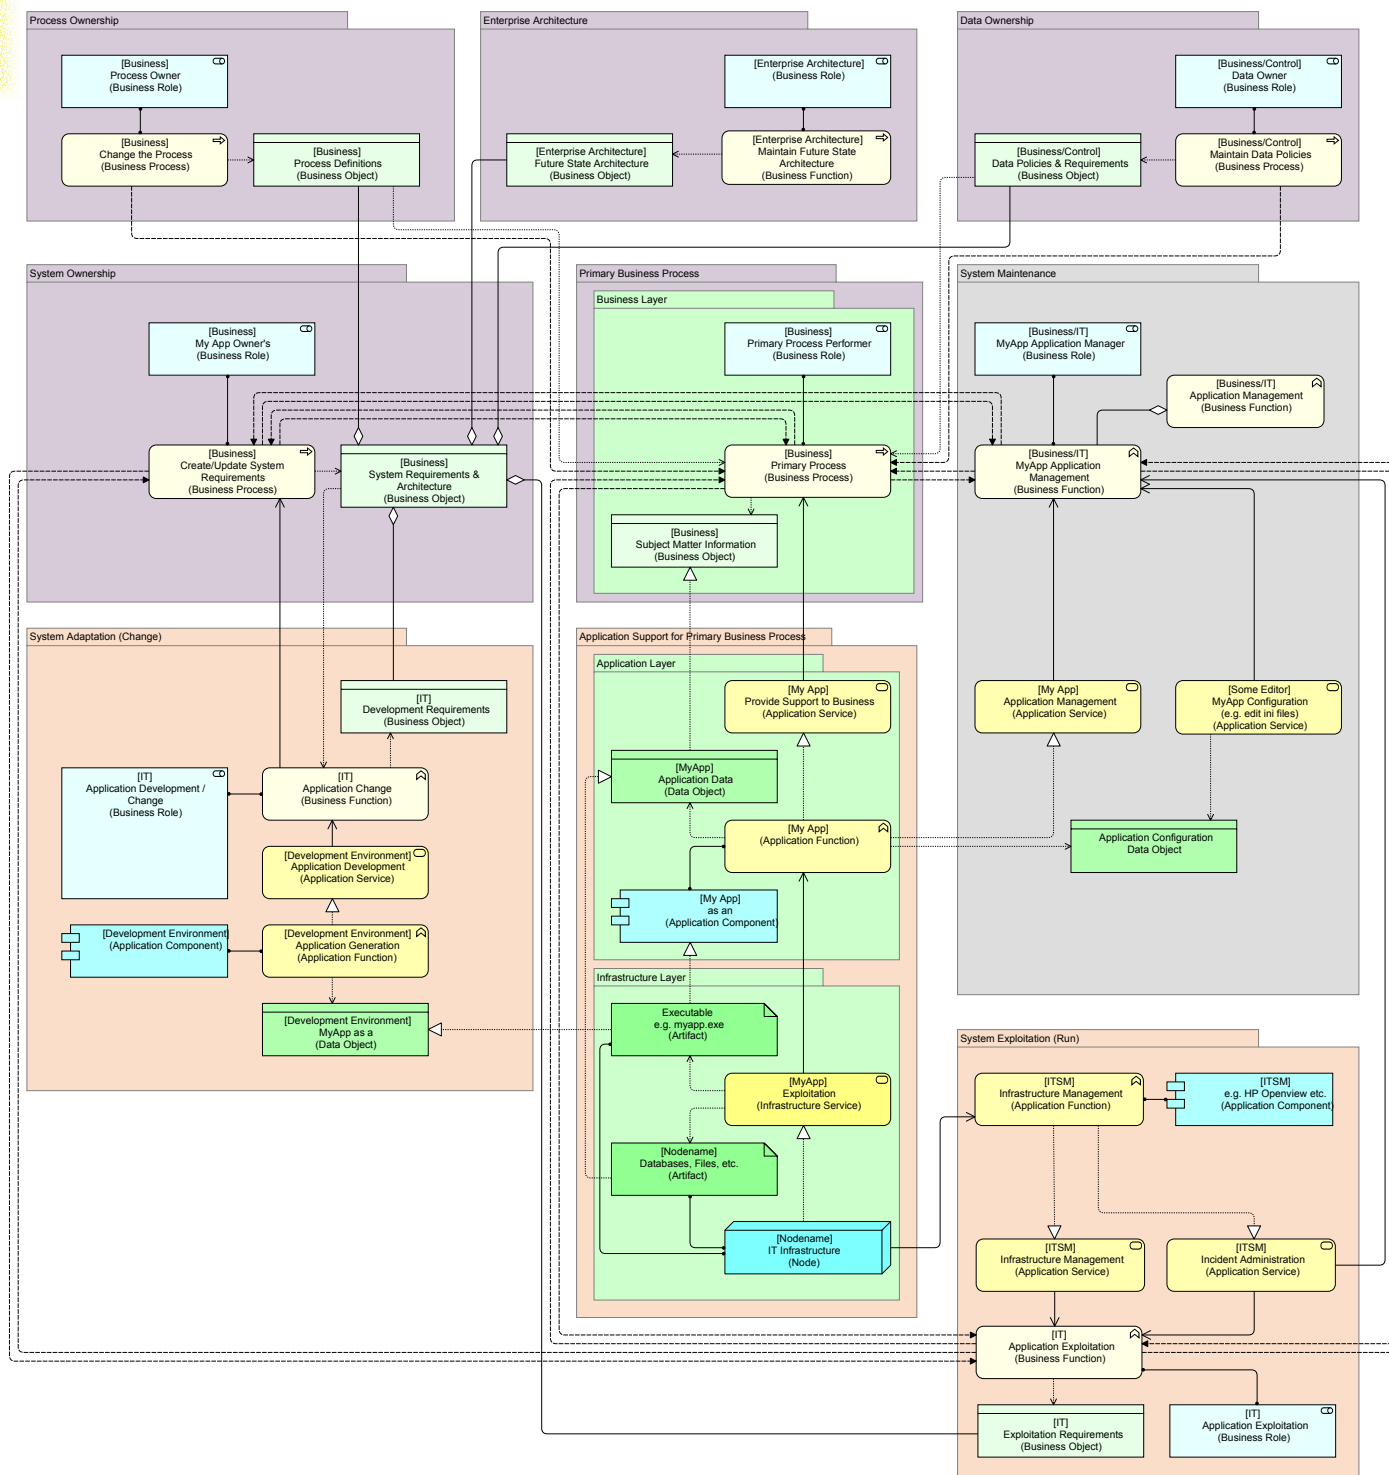 Process Ownership
[Business]
Process Owner
(Business Role)
[Business]
Change the Process
(Business Process)
[Business]
Process Definitions
(Business Object)
Enterprise Architecture
[Enterprise Architecture]
(Business Role)
[Enterprise Architecture]
Future State Architecture
(Business Object)
[Enterprise Architecture]
Maintain Future State
Architecture
(Business Function)
Data Ownership
[Business/Control]
Data Owner
(Business Role)
[Business/Control]
Data Policies & Requirements
(Business Object)
[Business/Control]
Maintain Data Policies
(Business Process)
System Ownership
[Business]
My App Owner's
(Business Role)
[Business]
Create/Update System
Requirements
(Business Process)
[Business]
System Requirements &
Architecture
(Business Object)
Primary Business Process
Business Layer
[Business]
Primary Process Performer
(Business Role)
[Business]
Primary Process
(Business Process)
[Business]
Subject Matter Information
(Business Object)
System Maintenance
[Business/IT]
MyApp Application Manager
(Business Role)
[Business/IT]
Application Management
(Business Function)
[Business/IT]
MyApp Application
Management
(Business Function)
[My App]
Application Management
(Application Service)
[Some Editor]
MyApp Configuration
(e.g. edit ini files)
(Application Service)
Application Configuration
Data Object
System Adaptation (Change)
[IT]
Development Requirements
(Business Object)
[IT]
Application Development /
Change
(Business Role)
[IT]
Application Change
(Business Function)
[Development Environment]
Application Development
(Application Service)
[Development Environment]
(Application Component)
[Development Environment]
Application Generation
(Application Function)
[Development Environment]
MyApp as a
(Data Object)
Application Support for Primary Business Process
Application Layer
[My App]
Provide Support to Business
(Application Service)
[MyApp]
Application Data
(Data Object)
[My App]
(Application Function)
[My App]
as an
(Application Component)
Infrastructure Layer
Executable
e.g. myapp.exe
(Artifact)
[MyApp]
Exploitation
(Infrastructure Service)
[Nodename]
Databases, Files, etc.
(Artifact)
[Nodename]
IT Infrastructure
(Node)
System Exploitation (Run)
[ITSM]
Infrastructure Management
(Application Function)
[ITSM]
e.g. HP Openview etc.
(Application Component)
[ITSM]
Infrastructure Management
(Application Service)
[ITSM]
Incident Administration
(Application Service)
[IT]
Application Exploitation
(Business Function)
[IT]
Exploitation Requirements
(Business Object)
[IT]
Application Exploitation
(Business Role)